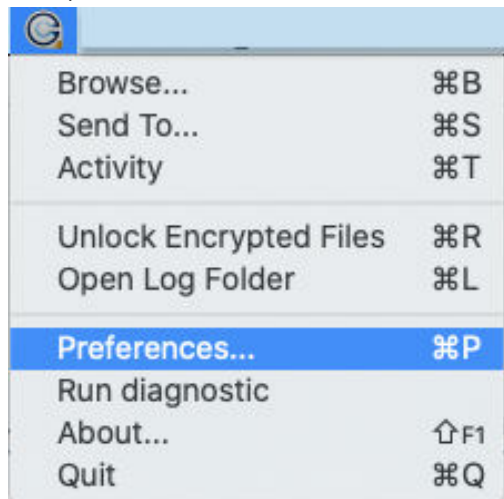 Browse... ⌘B
Send To... ⌘S
Activity ⌘T
Unlock Encrypted Files ⌘R
Open Log Folder ⌘L
Preferences... ⌘P
Run diagnostic
About... ⇧F1
Quit ⌘Q